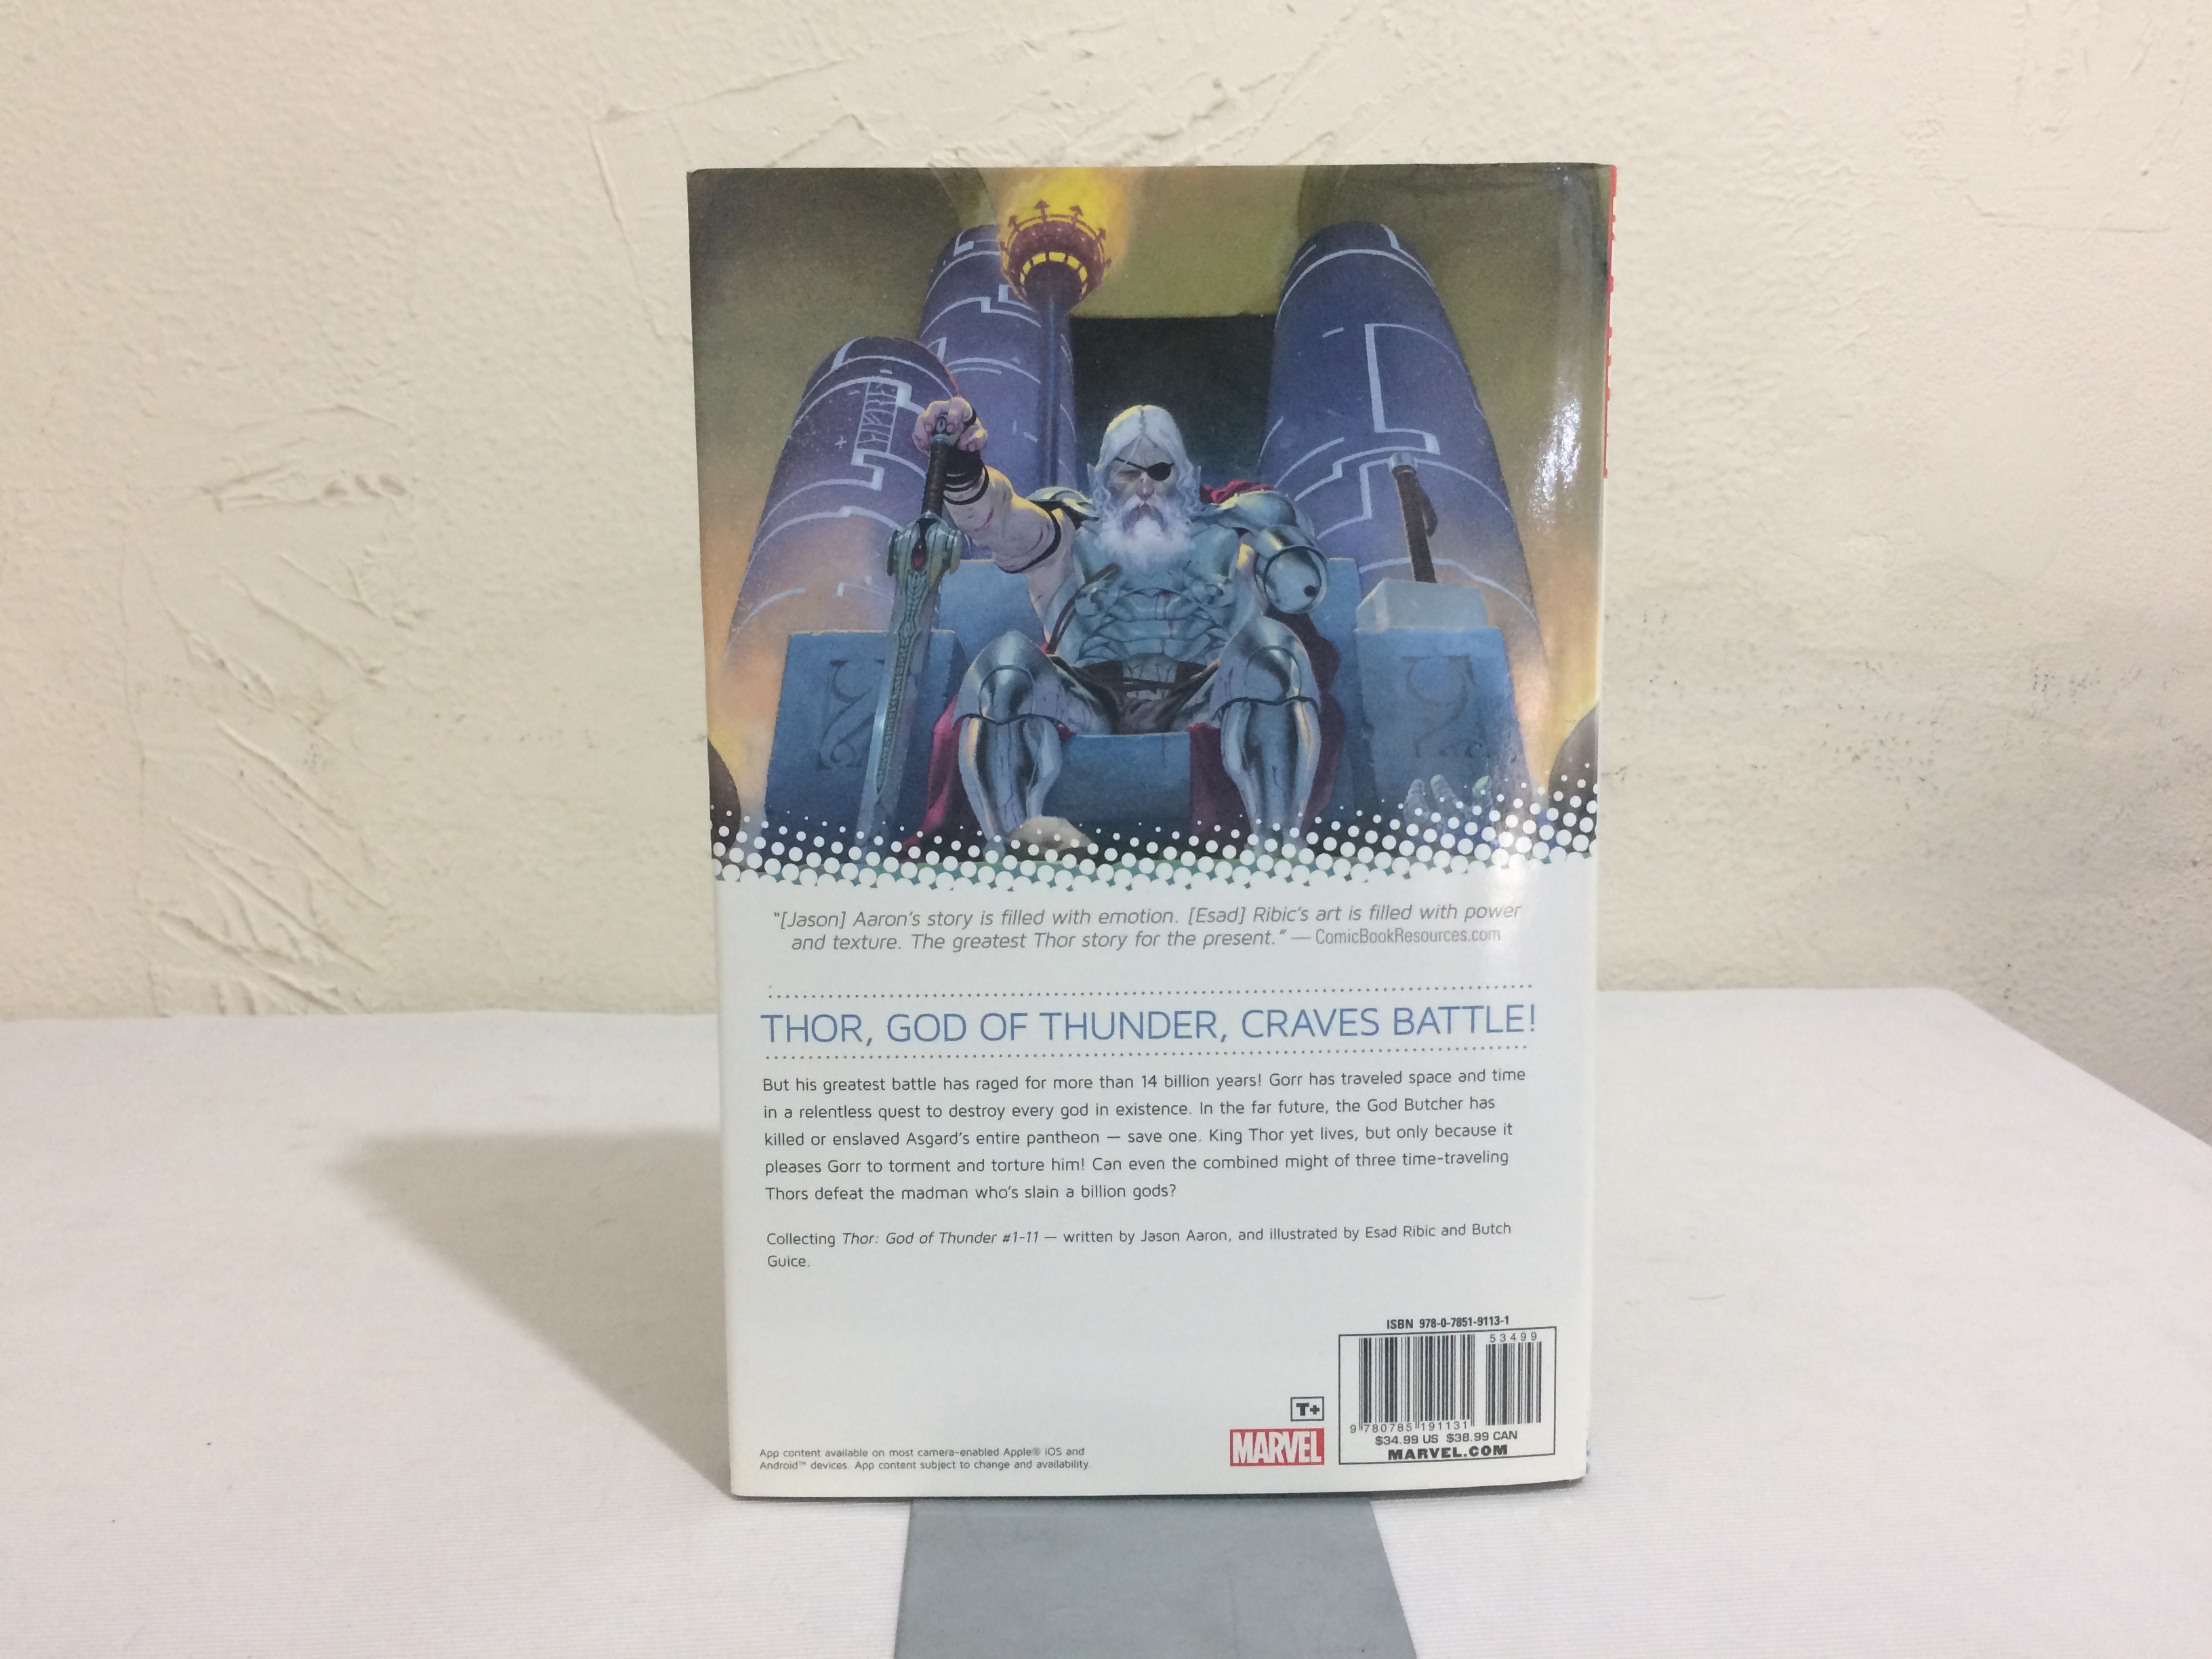 "[Jason] Aaron's story is filled with emotion. [Esad] Ribic's art is filled with power
and texture. The greatest Thor story for the present." — ComicBookResources.com
THOR, GOD OF THUNDER, CRAVES BATTLE!
But his greatest battle has raged for more than 14 billion years! Gorr has traveled space and time
in a relentless quest to destroy every god in existence. In the far future, the God Butcher has
killed or enslaved Asgard's entire pantheon — save one. King Thor yet lives, but only because it
pleases Gorr to torment and torture him! Can even the combined might of three time-traveling
Thors defeat the madman who's slain a billion gods?
Collecting Thor: God of Thunder #1-11 — written by Jason Aaron, and illustrated by Esad Ribic and Butch
Guice.
ISBN 978-0-7851-9113-1
53499
9 780785 191131
$34.99 US $38.99 CAN
MARVEL.COM
T+
MARVEL
App content available on most camera-enabled Apple® iOS and
Android™ devices. App content subject to change and availability.